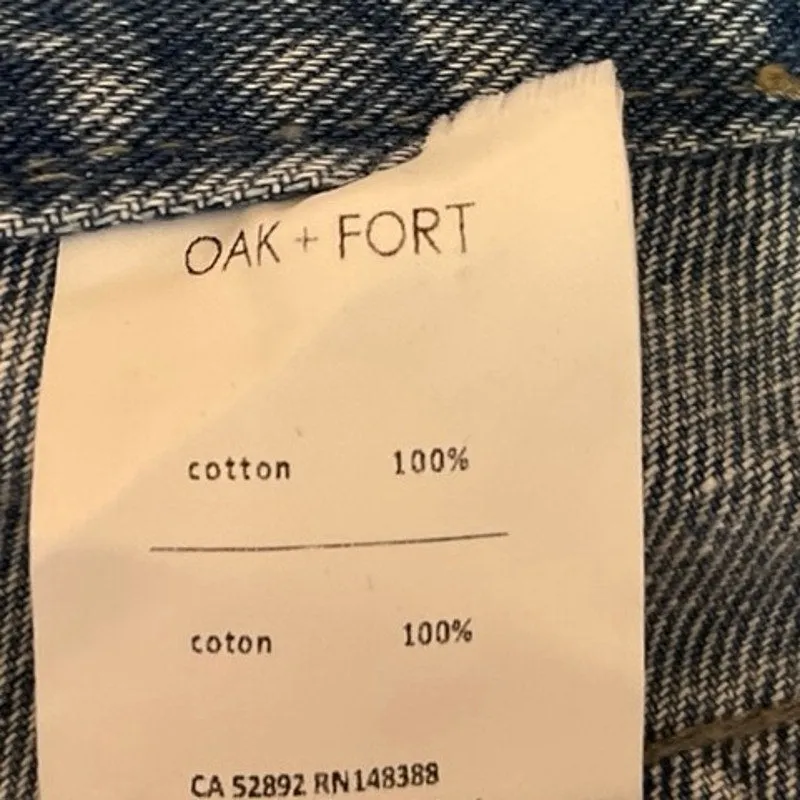 OAK + FORT
cotton 100%
coton 100%
CA 52892 RN148388